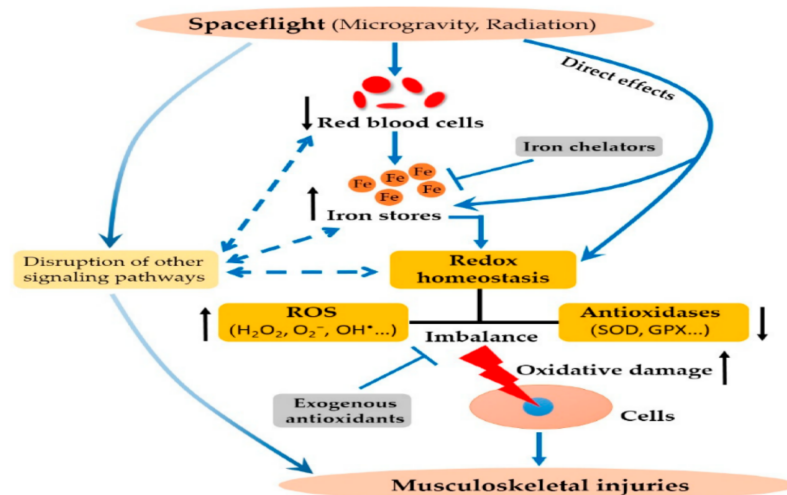 Spaceflight (Microgravity, Radiation)
Direct effects
Red blood cells
Iron chelators
Fe Fe Fe
Fe Fe
Iron stores
Disruption of other
signaling pathways
Redox
homeostasis
ROS
(H₂O₂, O₂⁻, OH•...)
Antioxidases
(SOD, GPX...)
Imbalance
Oxidative damage
Exogenous
antioxidants
Cells
Musculoskeletal injuries